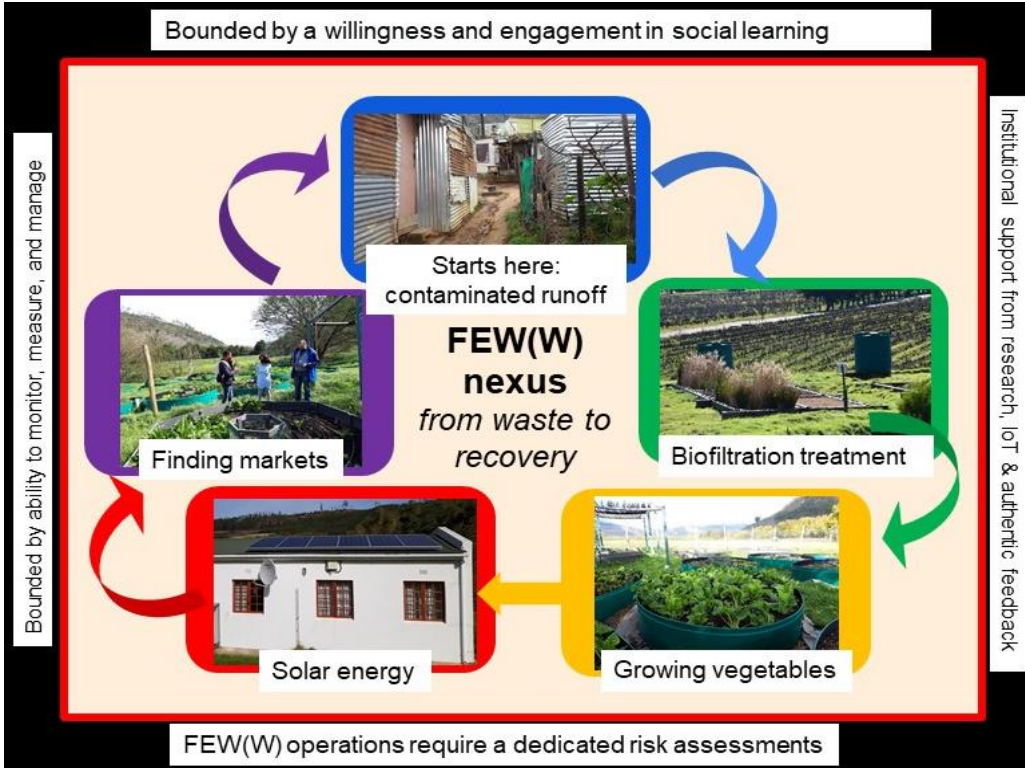 Bounded by a willingness and engagement in social learning
Bounded by ability to monitor, measure, and manage
Institutional support from research, IoT & authentic feedback
Starts here:
contaminated runoff
FEW(W)
nexus
from waste to
recovery
Finding markets
Biofiltration treatment
Solar energy
Growing vegetables
FEW(W) operations require a dedicated risk assessments